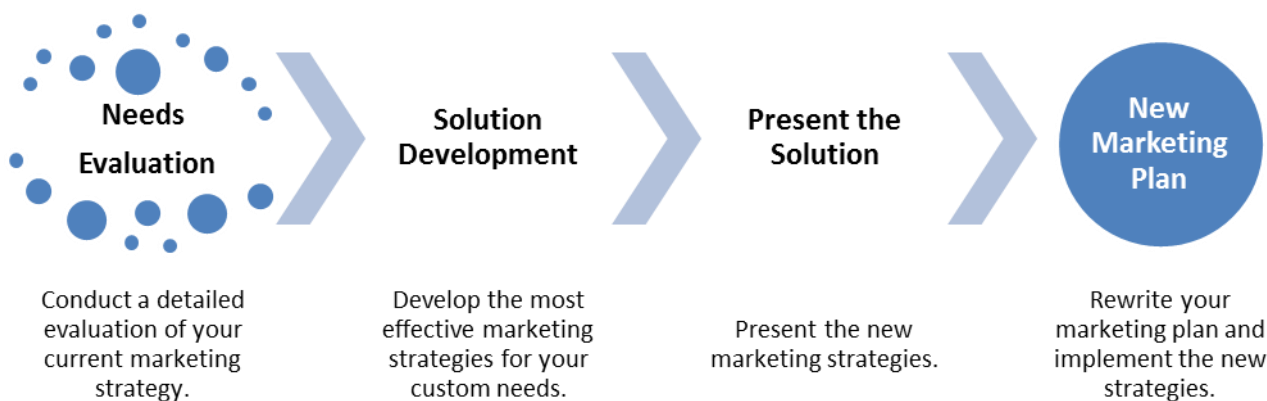 Needs
Evaluation
Solution
Development
Present the
Solution
New
Marketing
Plan
Conduct a detailed
evaluation of your
current marketing
strategy.
Develop the most
effective marketing
strategies for your
custom needs.
Present the new
marketing strategies.
Rewrite your
marketing plan and
implement the new
strategies.